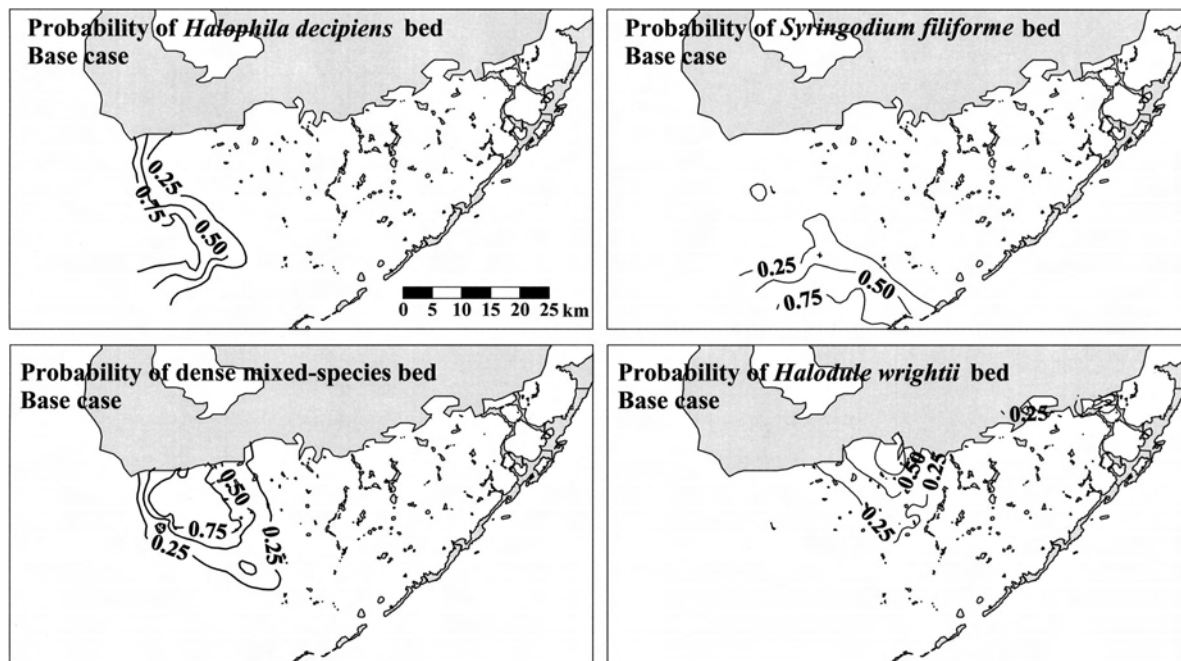 Probability of Halophila decipiens bed
Base case
0.25
0.75
0.50
0 5 10 15 20 25 km
Probability of Syringodium filiforme bed
Base case
0.25
0.50
0.75
Probability of dense mixed-species bed
Base case
0.50
0.75
0.25
0.25
Probability of Halodule wrightii bed
Base case
0.25
0.50
0.25
0.25